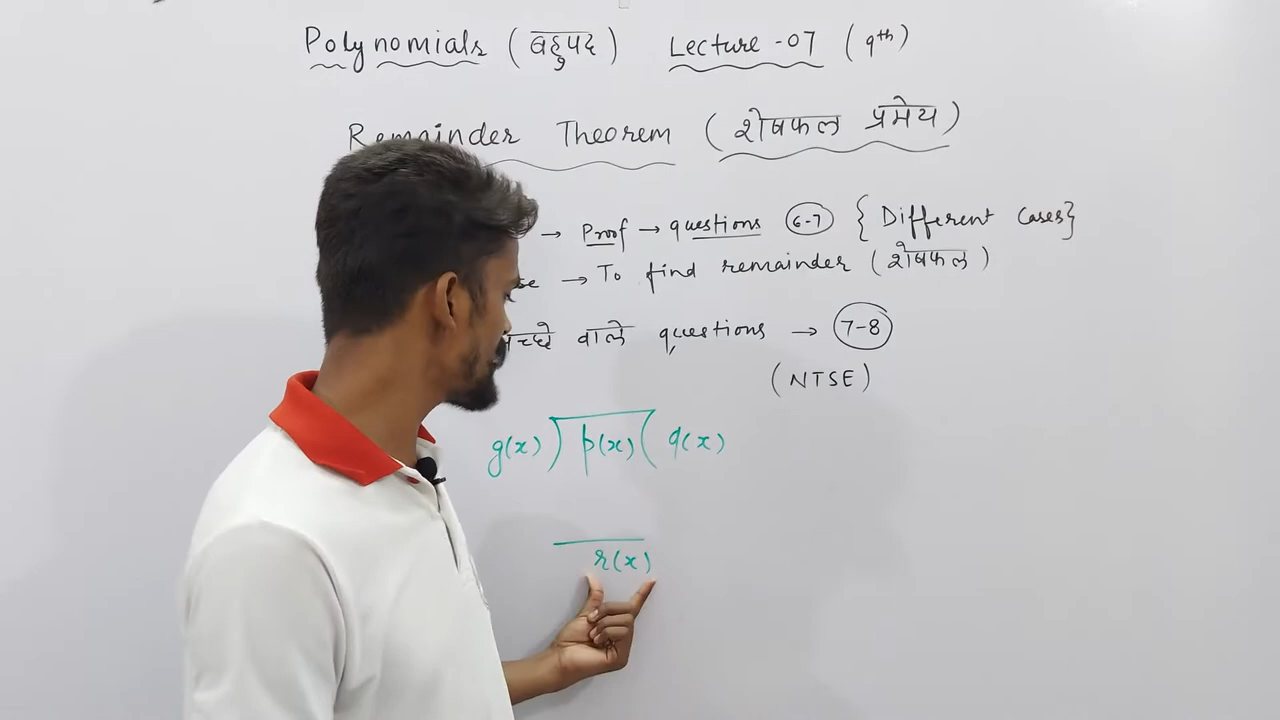 Polynomials (बहुपद) Lecture -07 (9th)
Remainder Theorem (शेषफल प्रमेय)
→ Proof → questions 6-7 { Different Cases}
→ To find remainder (शेषफल)
वाले questions → 7-8
(NTSE)
g(x) ) p(x) ( q(x)
r(x)